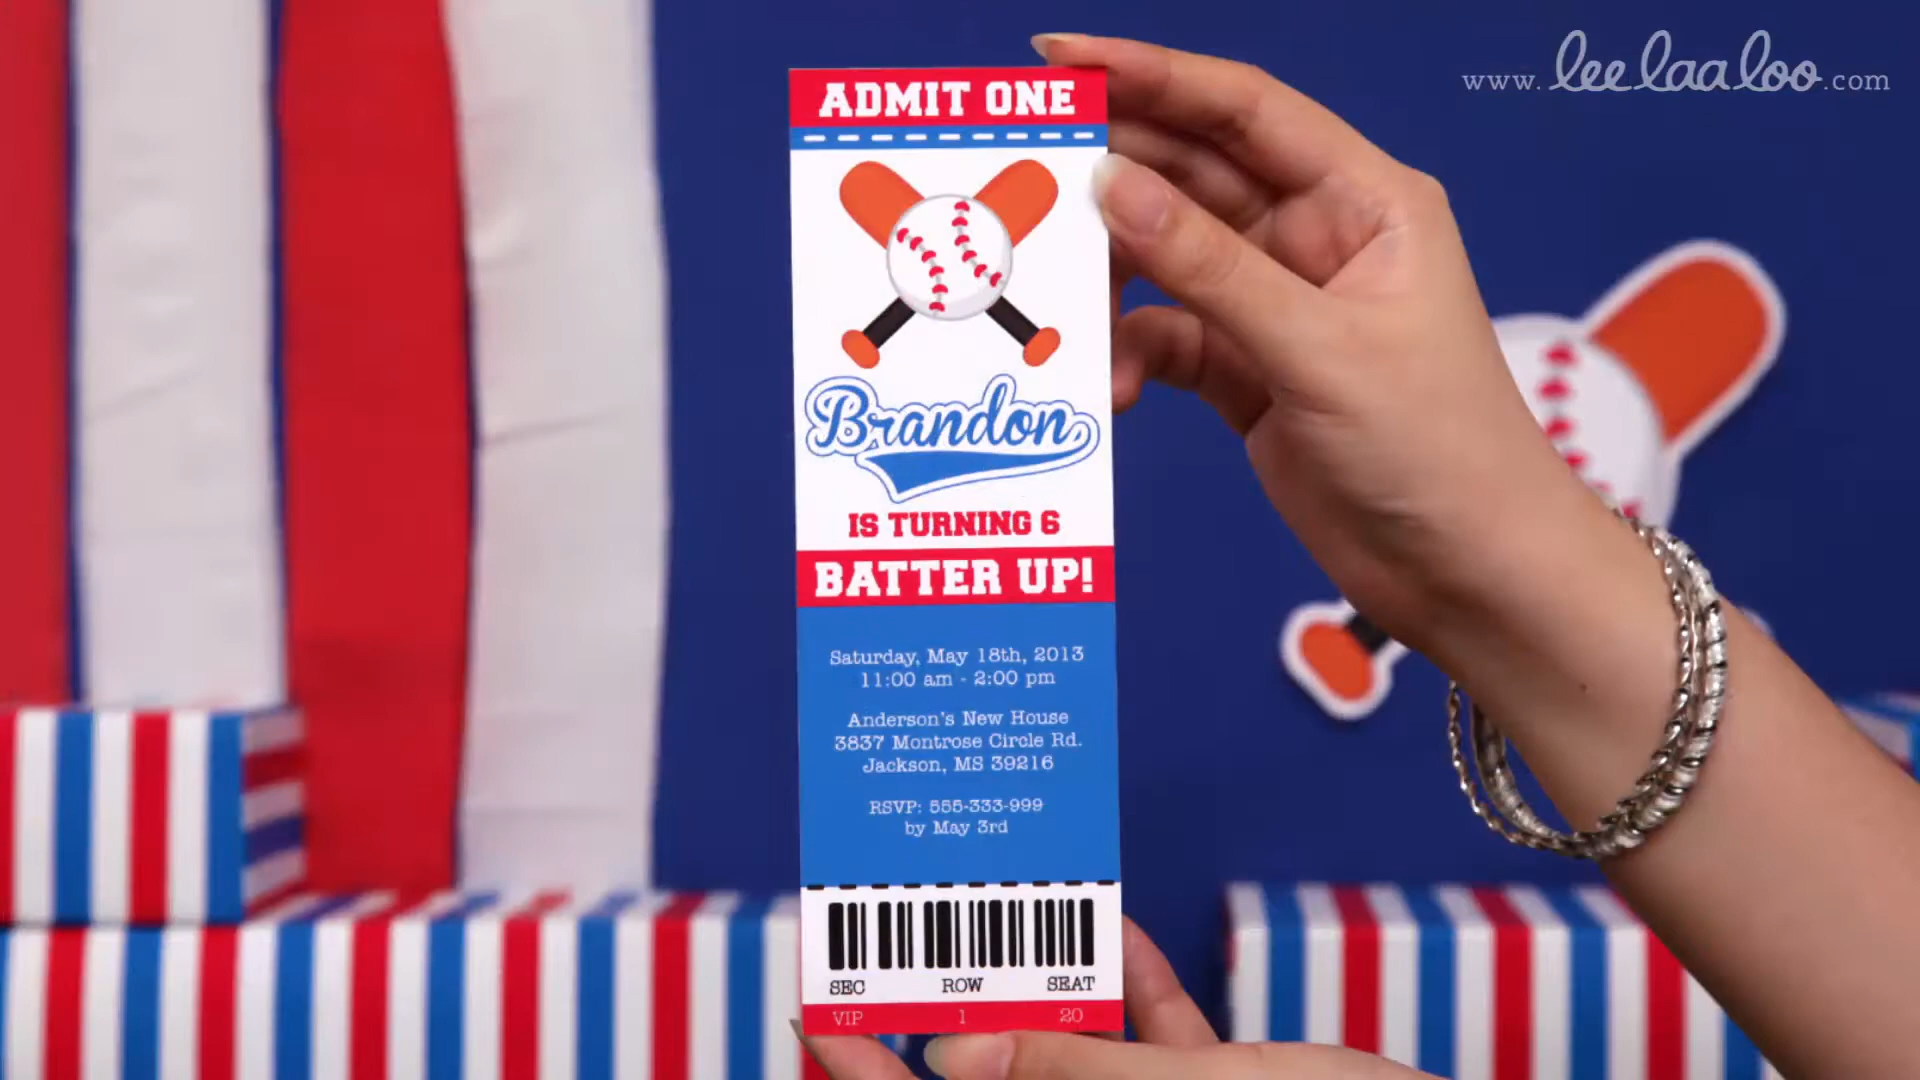 www.leelaaloo.com
ADMIT ONE
Brandon
IS TURNING 6
BATTER UP!
Saturday, May 18th, 2013
11:00 am - 2:00 pm
Anderson's New House
3837 Montrose Circle Rd.
Jackson, MS 39216
RSVP: 555-333-999
by May 3rd
SEC ROW SEAT
VIP 1 20